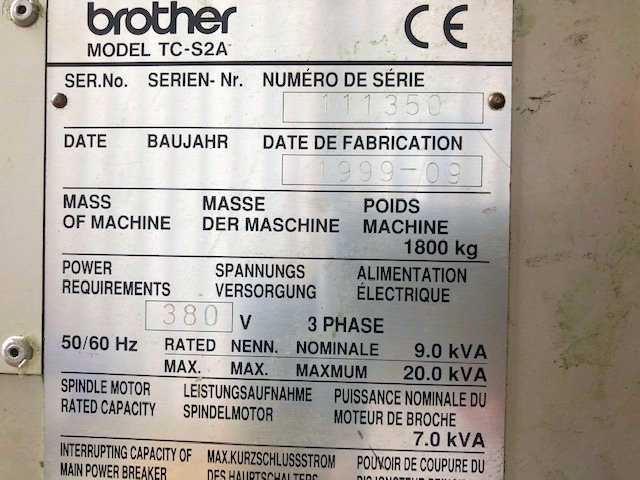 brother
MODEL TC-S2A
CE
SER.No. SERIEN- Nr. NUMÉRO DE SÉRIE
111350
DATE BAUJAHR DATE DE FABRICATION
1999-09
MASS MASSE POIDS
OF MACHINE DER MASCHINE MACHINE
1800 kg
POWER SPANNUNGS ALIMENTATION
REQUIREMENTS VERSORGUNG ÉLECTRIQUE
380 V 3 PHASE
50/60 Hz RATED NENN. NOMINALE 9.0 kVA
MAX. MAX. MAXMUM 20.0 kVA
SPINDLE MOTOR LEISTUNGSAUFNAHME PUISSANCE NOMINALE DU
RATED CAPACITY SPINDELMOTOR MOTEUR DE BROCHE
7.0 kVA
INTERRUPTING CAPACITY OF MAX.KURZSCHLUSSSTROM POUVOIR DE COUPURE DU
MAIN POWER BREAKER DES HAUPTSCHALTERS